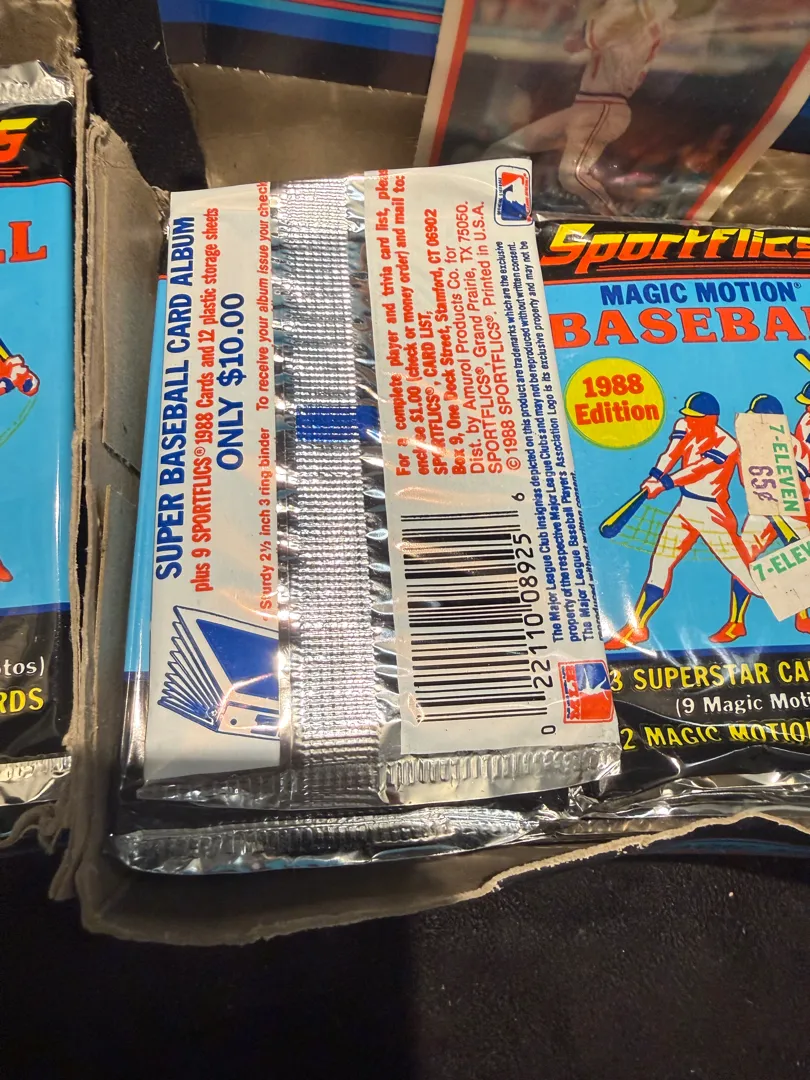 SUPER BASEBALL CARD ALBUM
plus 9 SPORTFLICS® 1988 Cards and 12 plastic storage sheets
ONLY $10.00
Sturdy 2½ inch 3 ring binder To receive your album issue your check
For a complete player and trivia card list, pleas
enclose $1.00 (check or money order) and mail to:
SPORTFLICS®, CARD LIST,
Box 9, One Dock Street, Stamford, CT 06902
Dist. by Amurol Products Co. for
SPORTFLICS® Grand Prairie, TX 75050.
©1988 SPORTFLICS®. Printed in U.S.A.
0 22110 08925 6
The Major League Club insignias depicted on this product are trademarks which are the exclusive
property of the respective Major League Clubs and may not be reproduced without written consent.
The Major League Baseball Players Association Logo is its exclusive property and may not be
Sportflics
MAGIC MOTION®
BASEBA
1988
Edition
7-ELEVEN
65¢
7-ELEV
3 SUPERSTAR CA
(9 Magic Moti
2 MAGIC MOTION
S
LL
tos)
RDS